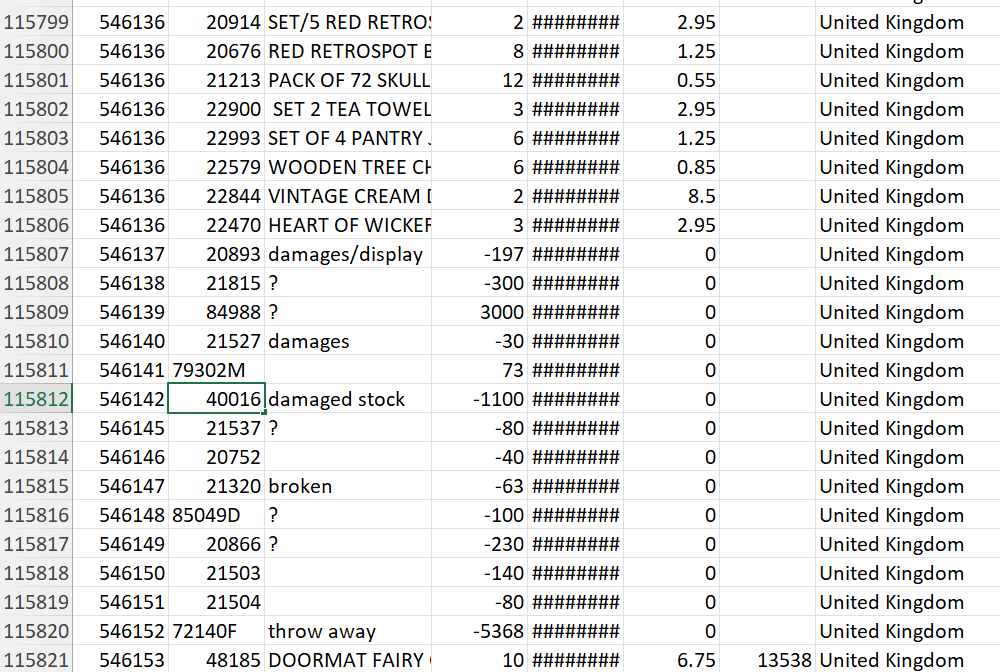 115799 546136 20914 SET/5 RED RETROS 2 ######## 2.95 United Kingdom
115800 546136 20676 RED RETROSPOT B 8 ######## 1.25 United Kingdom
115801 546136 21213 PACK OF 72 SKULL 12 ######## 0.55 United Kingdom
115802 546136 22900 SET 2 TEA TOWEL 3 ######## 2.95 United Kingdom
115803 546136 22993 SET OF 4 PANTRY 6 ######## 1.25 United Kingdom
115804 546136 22579 WOODEN TREE CH 6 ######## 0.85 United Kingdom
115805 546136 22844 VINTAGE CREAM D 2 ######## 8.5 United Kingdom
115806 546136 22470 HEART OF WICKER 3 ######## 2.95 United Kingdom
115807 546137 20893 damages/display -197 ######## 0 United Kingdom
115808 546138 21815 ? -300 ######## 0 United Kingdom
115809 546139 84988 ? 3000 ######## 0 United Kingdom
115810 546140 21527 damages -30 ######## 0 United Kingdom
115811 546141 79302M 73 ######## 0 United Kingdom
115812 546142 40016 damaged stock -1100 ######## 0 United Kingdom
115813 546145 21537 ? -80 ######## 0 United Kingdom
115814 546146 20752 -40 ######## 0 United Kingdom
115815 546147 21320 broken -63 ######## 0 United Kingdom
115816 546148 85049D ? -100 ######## 0 United Kingdom
115817 546149 20866 ? -230 ######## 0 United Kingdom
115818 546150 21503 -140 ######## 0 United Kingdom
115819 546151 21504 -80 ######## 0 United Kingdom
115820 546152 72140F throw away -5368 ######## 0 United Kingdom
115821 546153 48185 DOORMAT FAIRY 10 ######## 6.75 13538 United Kingdom